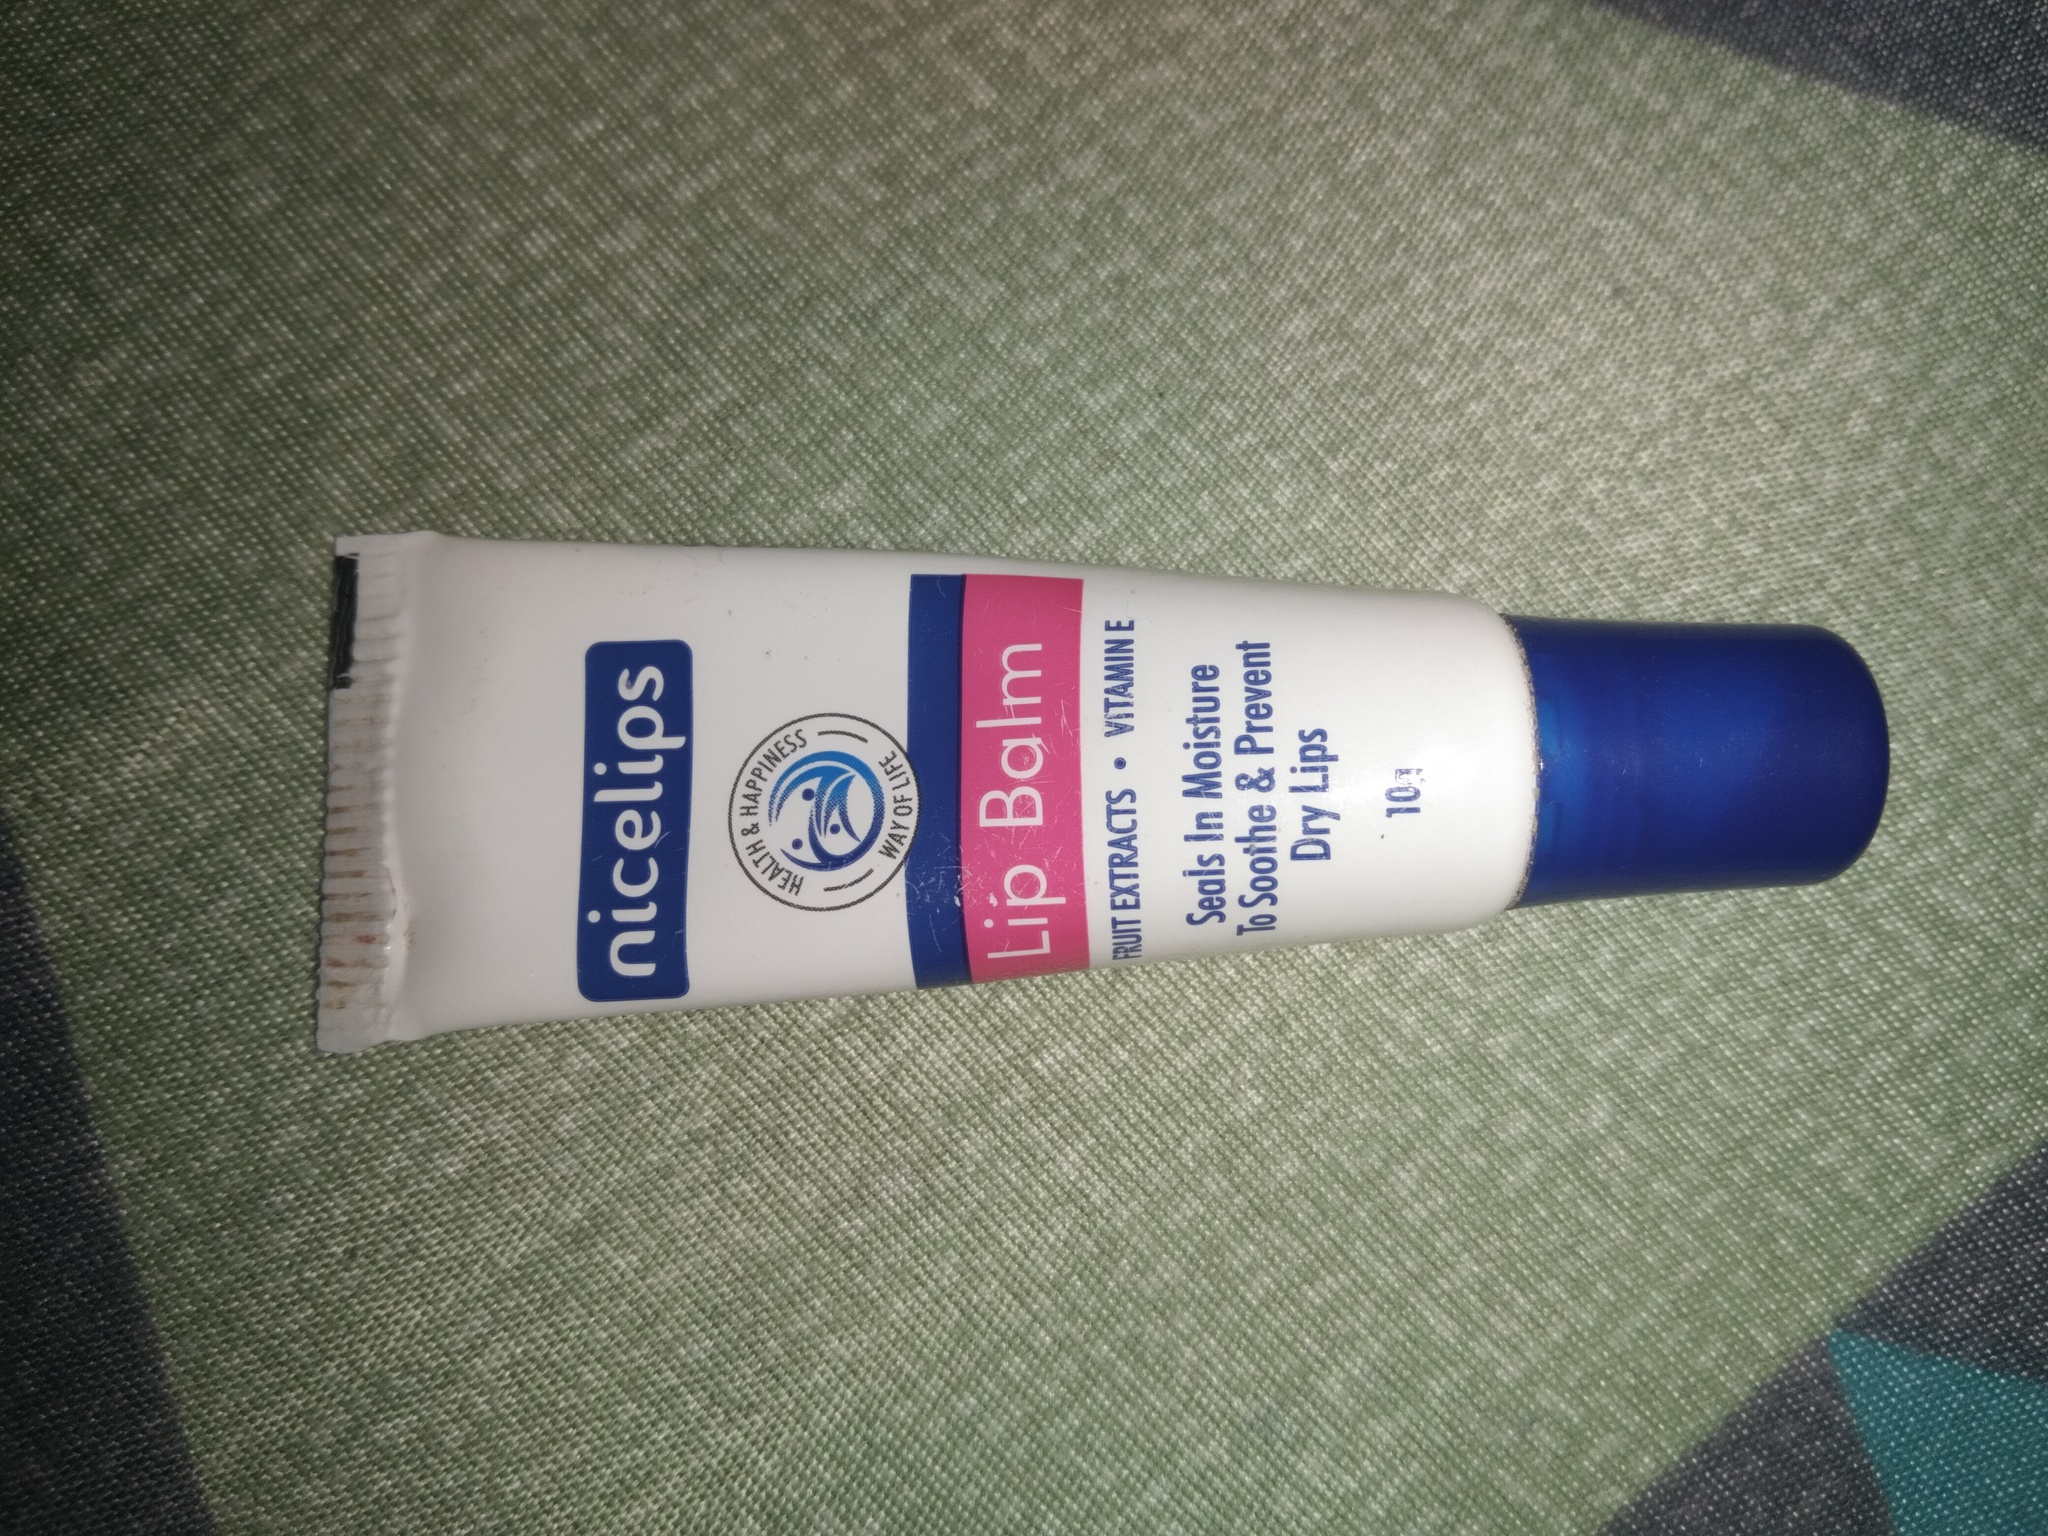 nicelips
HEALTH & HAPPINESS
WAY OF LIFE
Lip Balm
FRUIT EXTRACTS • VITAMIN E
Seals In Moisture
To Soothe & Prevent
Dry Lips
10g